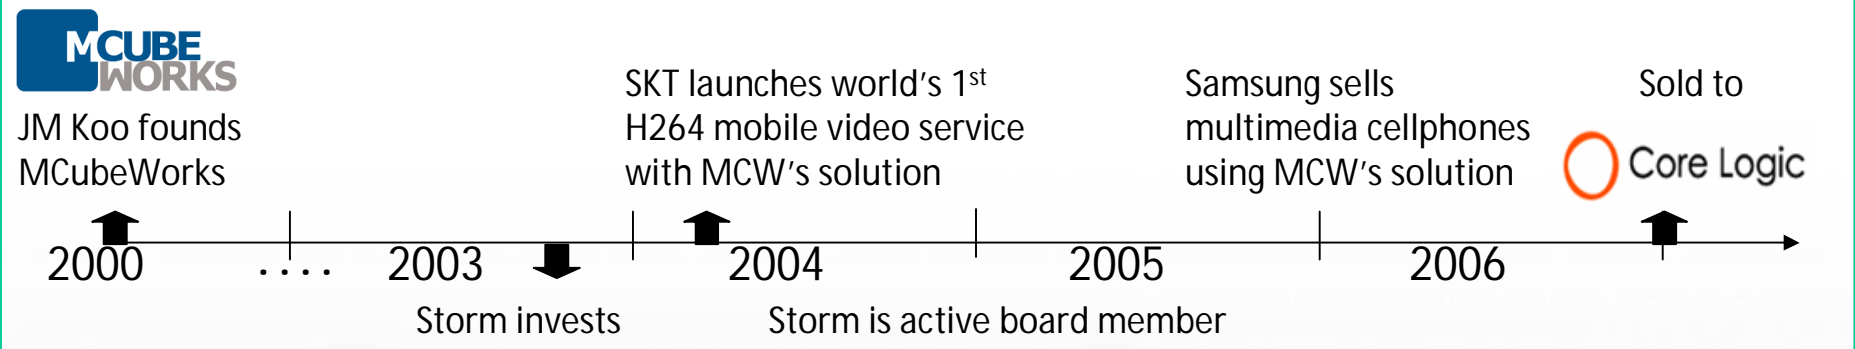 MCUBE
WORKS
JM Koo founds
MCubeWorks
SKT launches world's 1st
H264 mobile video service
with MCW's solution
Samsung sells
multimedia cellphones
using MCW's solution
Sold to
Core Logic
2000 .... 2003 2004 2005 2006
Storm invests
Storm is active board member